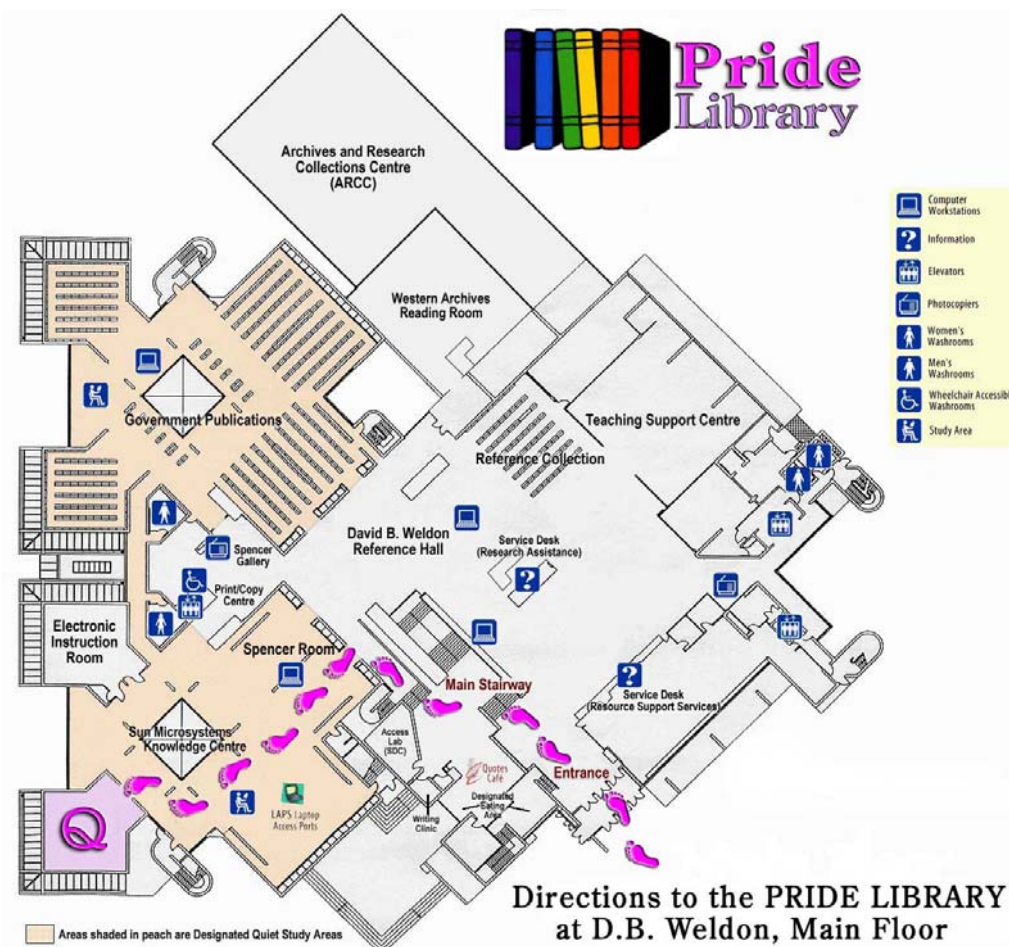 Pride
Library
Archives and Research
Collections Centre
(ARCC)
Western Archives
Reading Room
Computer
Workstations
?
Information
Elevators
Photocopiers
Women's
Washrooms
Men's
Washrooms
Wheelchair Accessibl
Washrooms
Study Area
Government Publications
Teaching Support Centre
Reference Collection
David B. Weldon
Reference Hall
Service Desk
(Research Assistance)
?
Spencer
Gallery
Print/Copy
Centre
Electronic
Instruction
Room
Spencer Room
Main Stairway
?
Service Desk
(Resource Support Services)
Sun Microsystems
Knowledge Centre
Access
Lab
(SDC)
Quotes
Café
Entrance
LAPS Laptop
Access Ports
Writing
Clinic
Designated
Eating
Area
Q
Directions to the PRIDE LIBRARY
at D.B. Weldon, Main Floor
Areas shaded in peach are Designated Quiet Study Areas